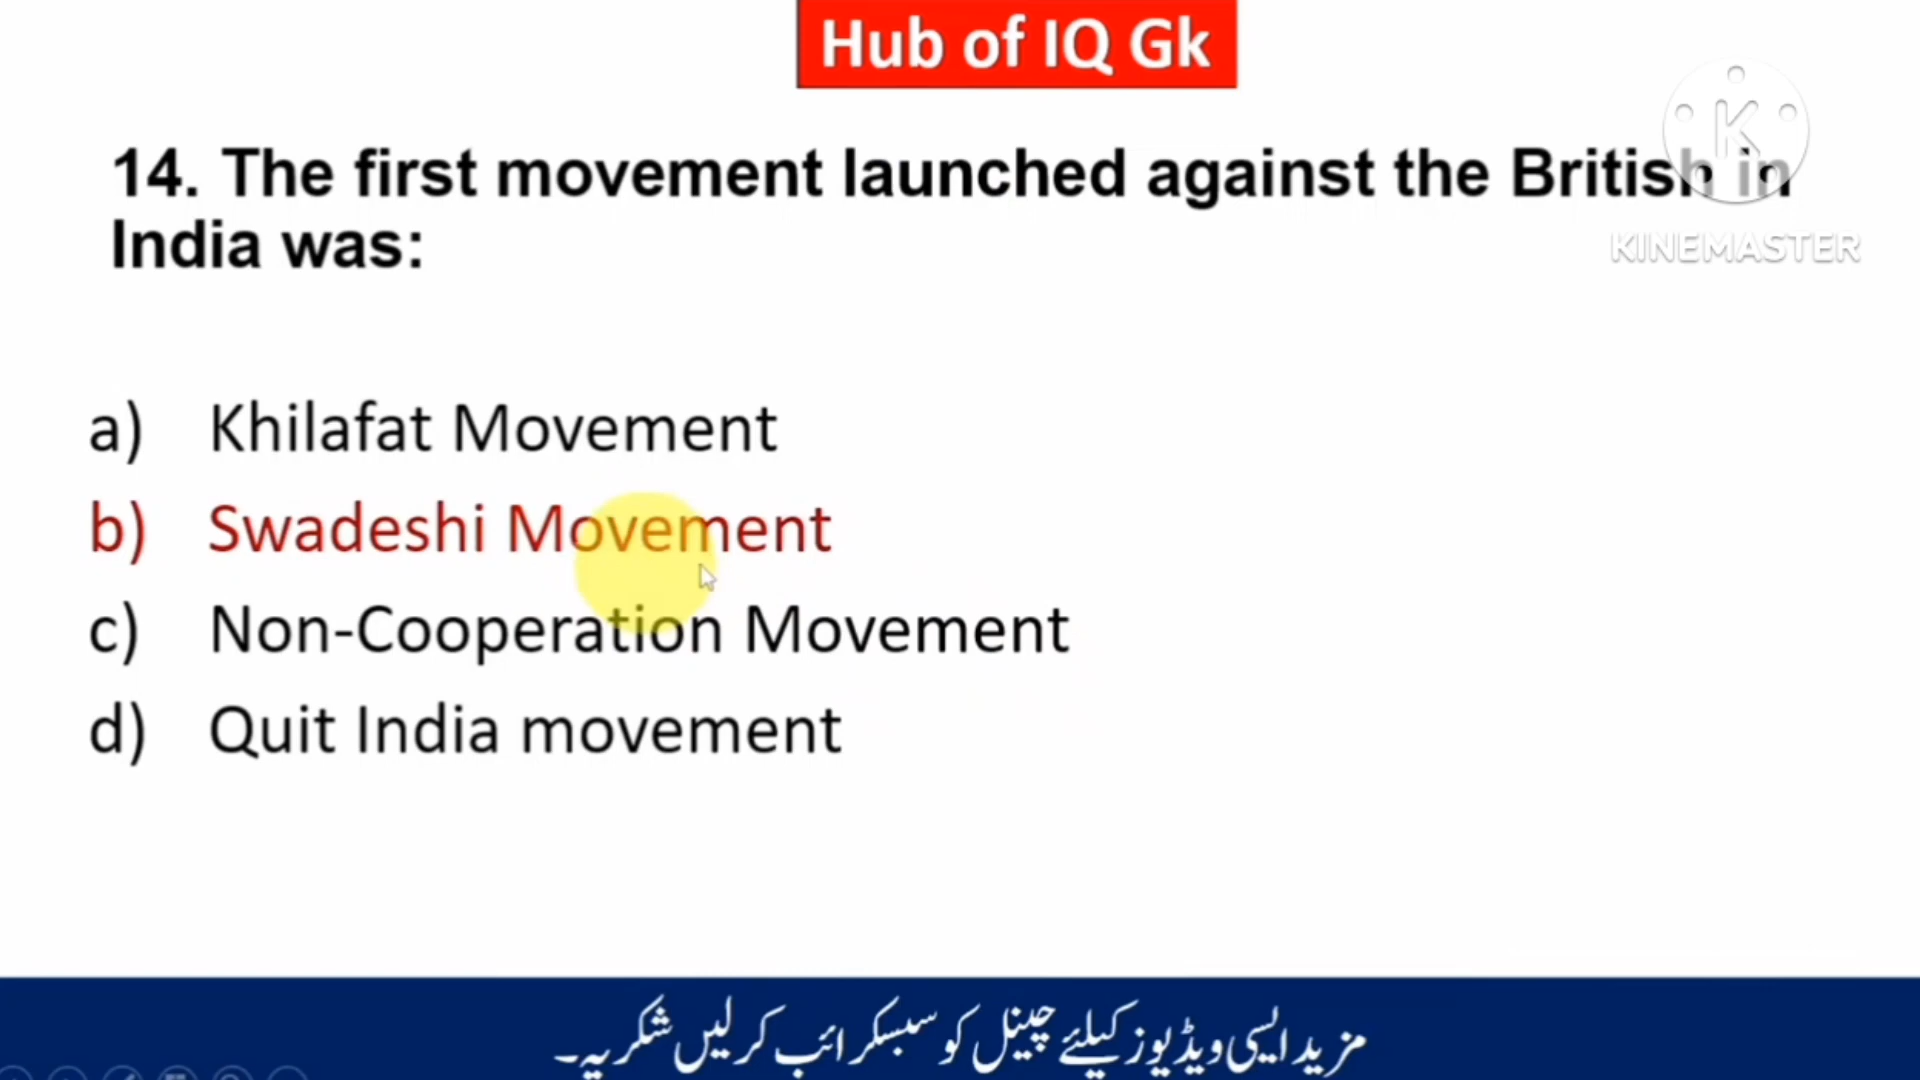 Hub of IQ Gk
K
KINEMASTER
14. The first movement launched against the British in
India was:
a) Khilafat Movement
b) Swadeshi Movement
c) Non-Cooperation Movement
d) Quit India movement
مزید ایسی ویڈیوز کیلئے چینل کو سبسکرائب کر لیں شکریہ۔